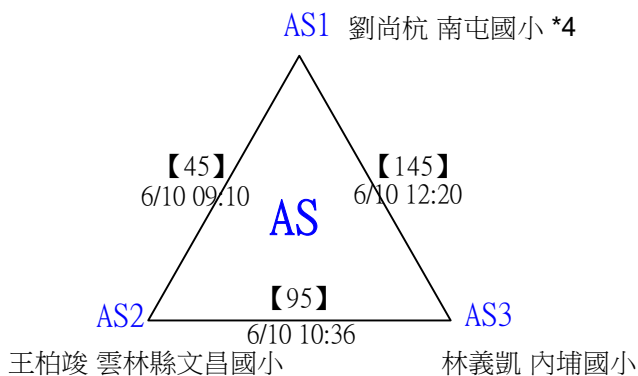 AS1 劉尚杭 南屯國小 *4
【45】
6/10 09:10
【145】
6/10 12:20
AS
【95】
6/10 10:36
AS2
AS3
王柏竣 雲林縣文昌國小
林義凱 內埔國小